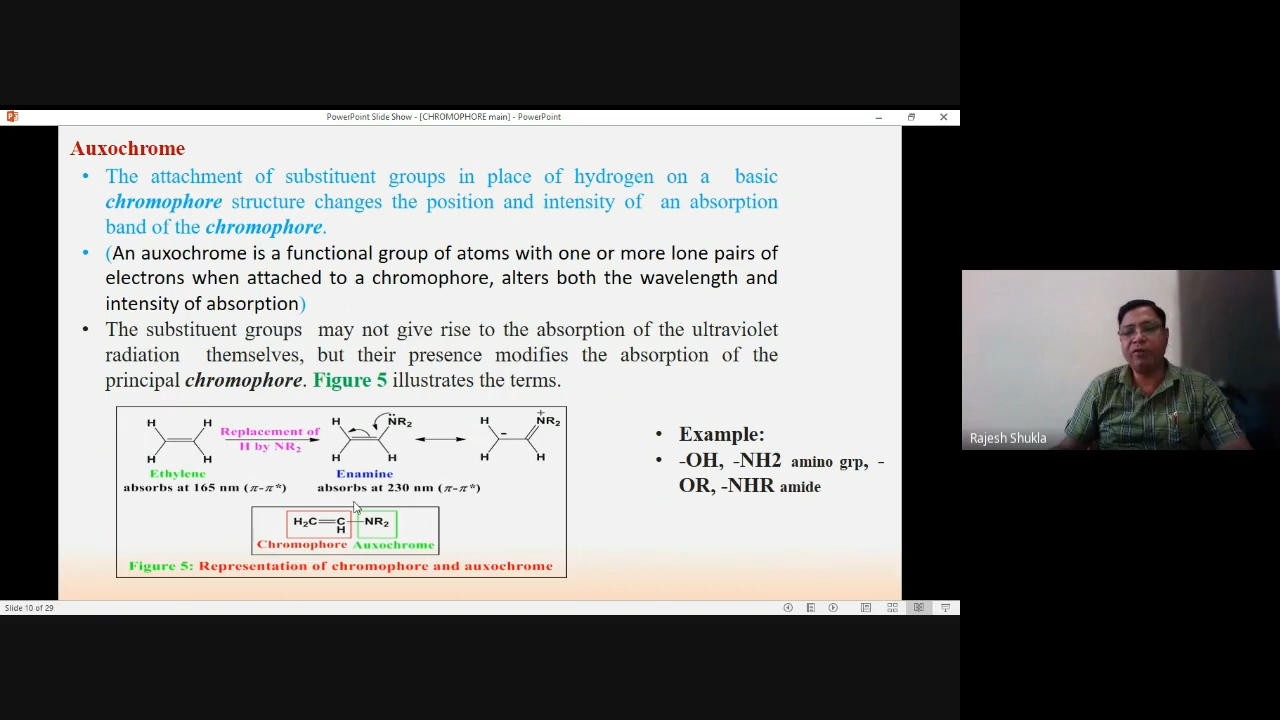 PowerPoint Slide Show - [CHROMOPHORE main] - PowerPoint
Auxochrome
• The attachment of substituent groups in place of hydrogen on a basic
chromophore structure changes the position and intensity of an absorption
band of the chromophore.
• (An auxochrome is a functional group of atoms with one or more lone pairs of
electrons when attached to a chromophore, alters both the wavelength and
intensity of absorption)
• The substituent groups may not give rise to the absorption of the ultraviolet
radiation themselves, but their presence modifies the absorption of the
principal chromophore. Figure 5 illustrates the terms.
H H H NR2 H + NR2
Replacement of
H by NR2
-
H H H H H H
Ethylene Enamine
absorbs at 165 nm (π-π*) absorbs at 230 nm (π-π*)
H2C=C-NR2
H
Chromophore Auxochrome
Figure 5: Representation of chromophore and auxochrome
• Example:
• -OH, -NH2 amino grp, -
OR, -NHR amide
Rajesh Shukla
Slide 10 of 29